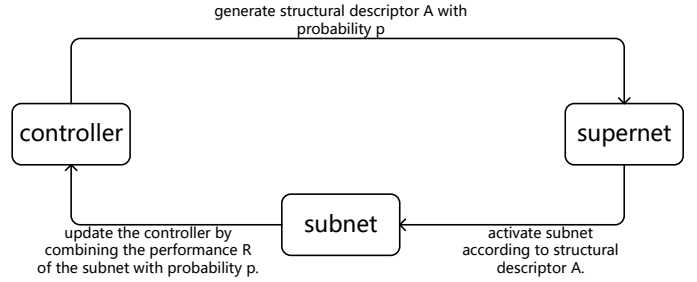 generate structural descriptor A with
probability p
controller
supernet
subnet
update the controller by
combining the performance R
of the subnet with probability p.
activate subnet
according to structural
descriptor A.